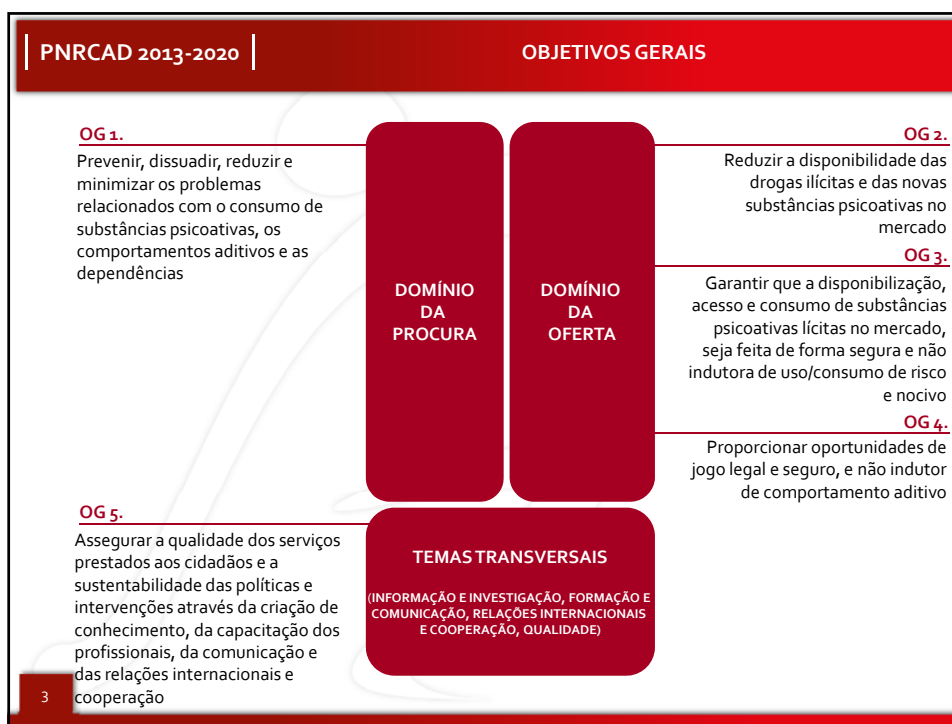 PNRCAD 2013-2020
OBJETIVOS GERAIS
OG 1.
Prevenir, dissuadir, reduzir e
minimizar os problemas
relacionados com o consumo de
substâncias psicoativas, os
comportamentos aditivos e as
dependências
DOMÍNIO
DA
PROCURA
DOMÍNIO
DA
OFERTA
OG 2.
Reduzir a disponibilidade das
drogas ilícitas e das novas
substâncias psicoativas no
mercado
OG 3.
Garantir que a disponibilização,
acesso e consumo de substâncias
psicoativas lícitas no mercado,
seja feita de forma segura e não
indutora de uso/consumo de risco
e nocivo
OG 4.
Proporcionar oportunidades de
jogo legal e seguro, e não indutor
de comportamento aditivo
OG 5.
Assegurar a qualidade dos serviços
prestados aos cidadãos e a
sustentabilidade das políticas e
intervenções através da criação de
conhecimento, da capacitação dos
profissionais, da comunicação e
das relações internacionais e
cooperação
TEMAS TRANSVERSAIS
(INFORMAÇÃO E INVESTIGAÇÃO, FORMAÇÃO E
COMUNICAÇÃO, RELAÇÕES INTERNACIONAIS
E COOPERAÇÃO, QUALIDADE)
3